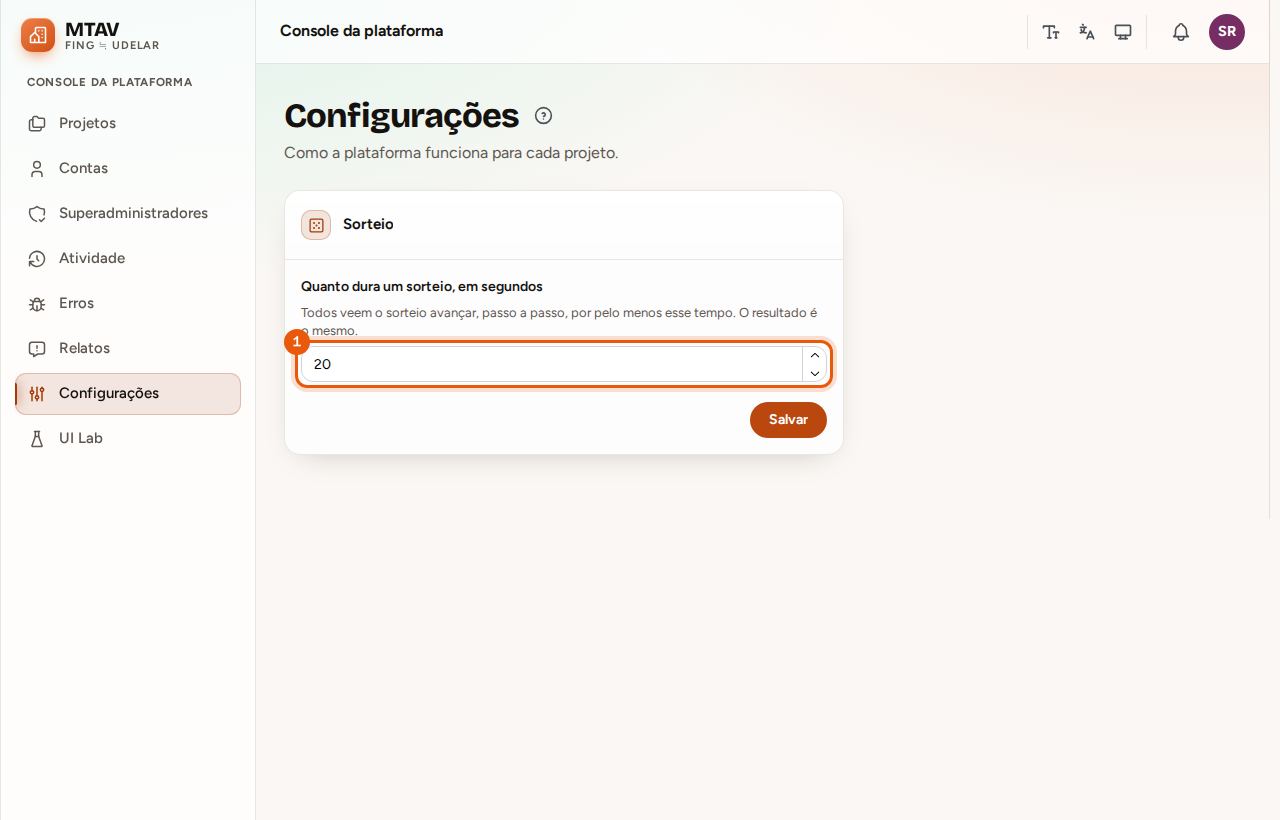 MTAV
FING ≒ UDELAR
CONSOLE DA PLATAFORMA
Projetos
Contas
Superadministradores
Atividade
Erros
Relatos
Configurações
UI Lab
Console da plataforma
SR
Configurações
Como a plataforma funciona para cada projeto.
Sorteio
Quanto dura um sorteio, em segundos
Todos veem o sorteio avançar, passo a passo, por pelo menos esse tempo. O resultado é
o mesmo.
1
20
Salvar